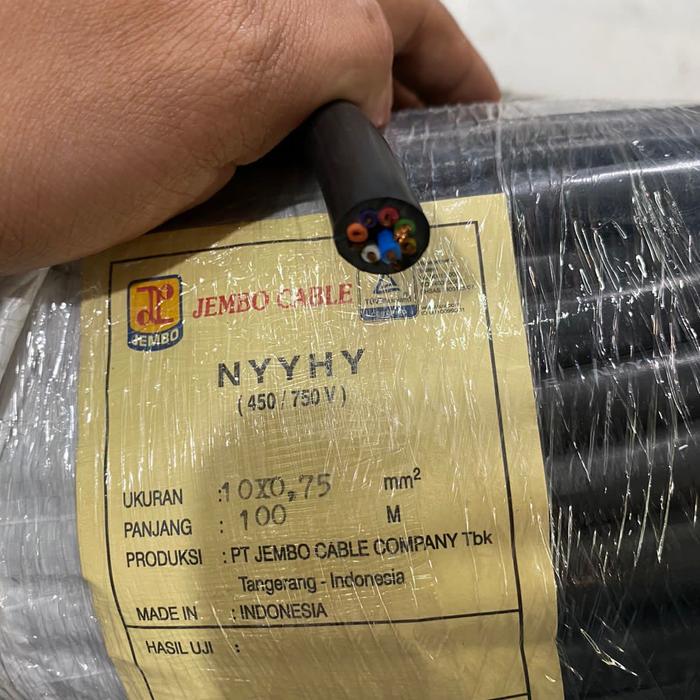 JEMBO
JEMBO CABLE
NYYHY
( 450 / 750 V )
UKURAN : 10X0,75 mm²
PANJANG : 100 M
PRODUKSI : PT JEMBO CABLE COMPANY Tbk
Tangerang - Indonesia
MADE IN : INDONESIA
HASIL UJI :